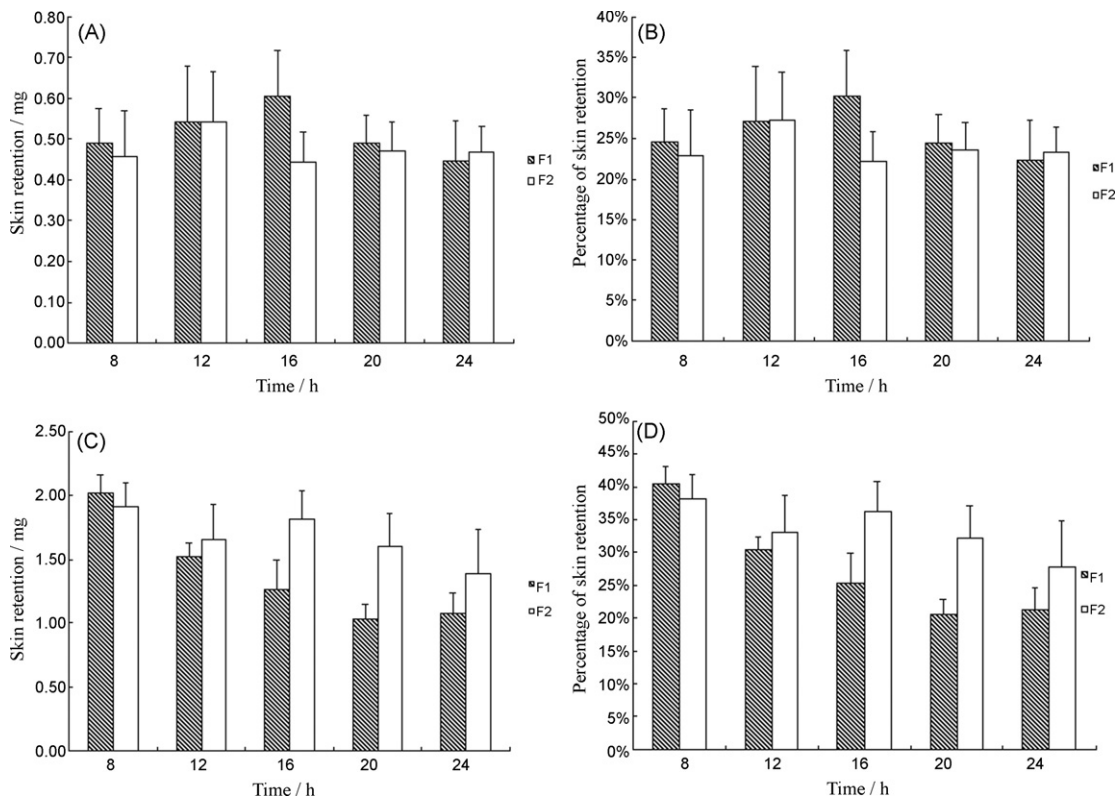 (A)
Skin retention / mg
0.80
0.70
0.60
0.50
0.40
0.30
0.20
0.10
0.00
8 12 16 20 24
Time / h
F1
F2
(B)
Percentage of skin retention
40%
35%
30%
25%
20%
15%
10%
5%
0%
8 12 16 20 24
Time / h
F1
F2
(C)
Skin retention / mg
2.50
2.00
1.50
1.00
0.50
0.00
8 12 16 20 24
Time / h
F1
F2
(D)
Percentage of skin retention
50%
45%
40%
35%
30%
25%
20%
15%
10%
5%
0%
8 12 16 20 24
Time / h
F1
F2